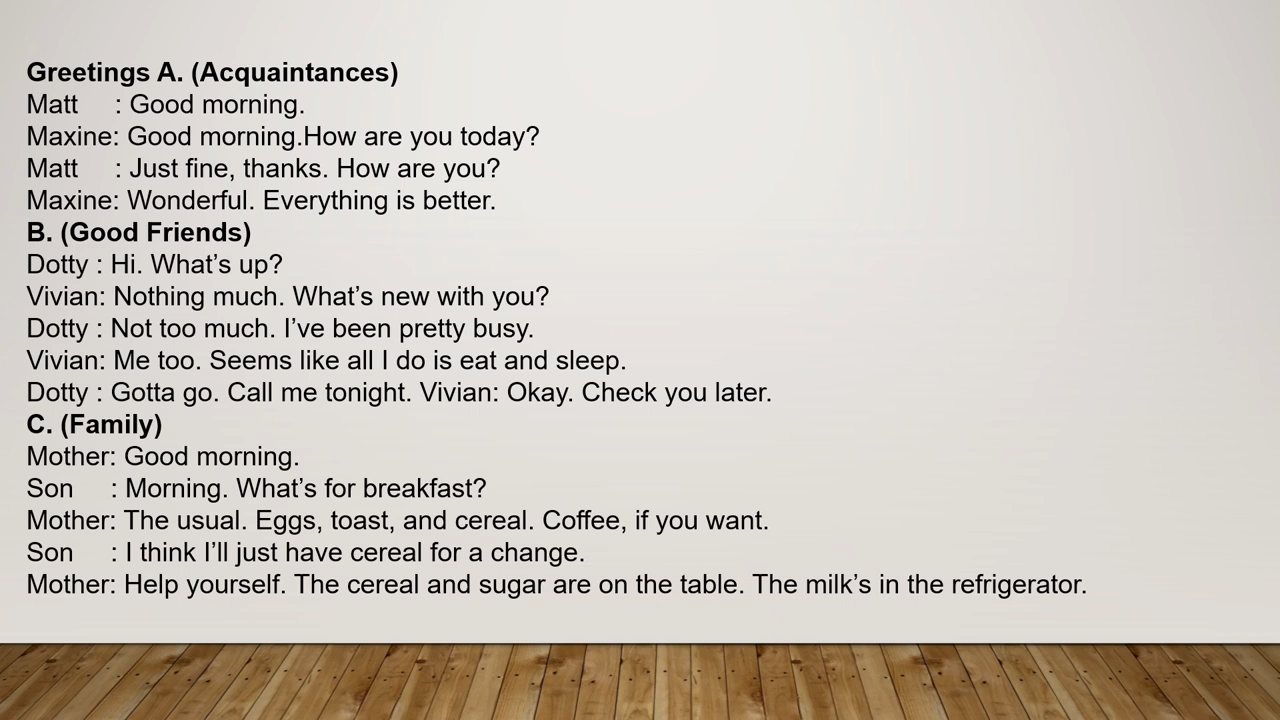 Greetings A. (Acquaintances)
Matt     : Good morning.
Maxine: Good morning.How are you today?
Matt     : Just fine, thanks. How are you?
Maxine: Wonderful. Everything is better.
B. (Good Friends)
Dotty : Hi. What’s up?
Vivian: Nothing much. What’s new with you?
Dotty : Not too much. I’ve been pretty busy.
Vivian: Me too. Seems like all I do is eat and sleep.
Dotty : Gotta go. Call me tonight. Vivian: Okay. Check you later.
C. (Family)
Mother: Good morning.
Son     : Morning. What’s for breakfast?
Mother: The usual. Eggs, toast, and cereal. Coffee, if you want.
Son     : I think I’ll just have cereal for a change.
Mother: Help yourself. The cereal and sugar are on the table. The milk’s in the refrigerator.